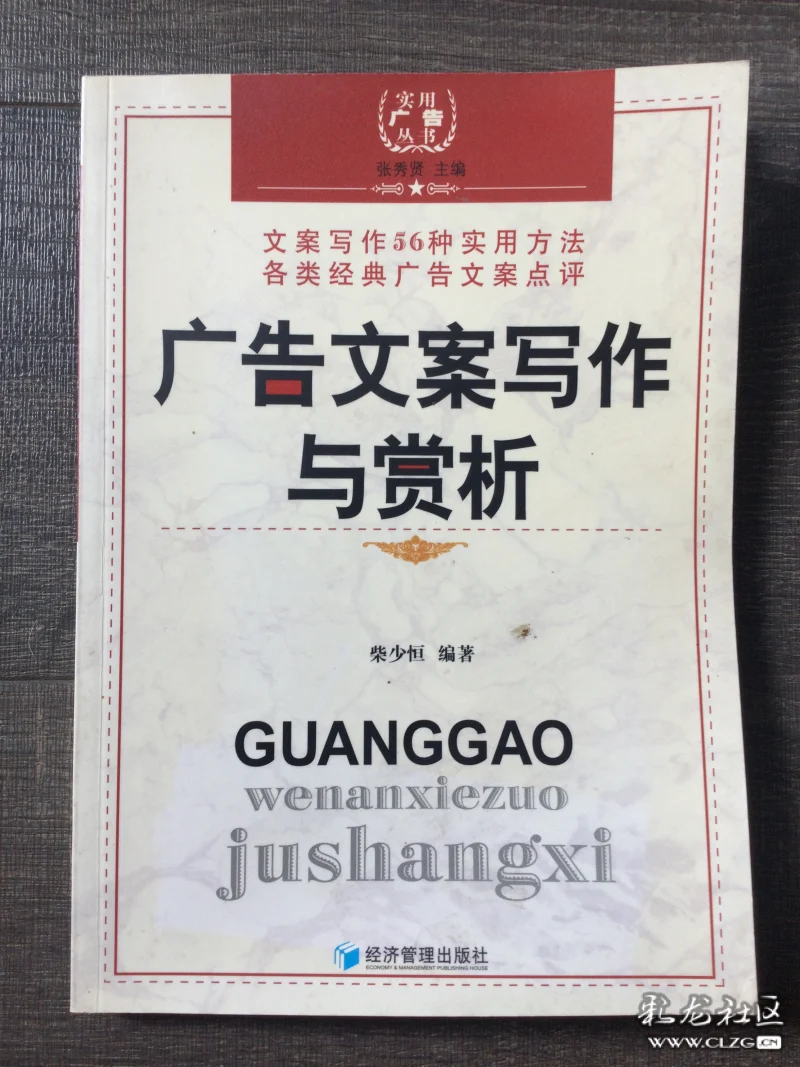 实用
广告
丛书
张秀贤 主编
文案写作56种实用方法
各类经典广告文案点评
广告文案写作
与赏析
柴少恒 编著
GUANGGAO
wenanxiezuo
jushangxi
经济管理出版社
ECONOMY & MANAGEMENT PUBLISHING HOUSE
彩龙社区
WWW.CLZG.CN